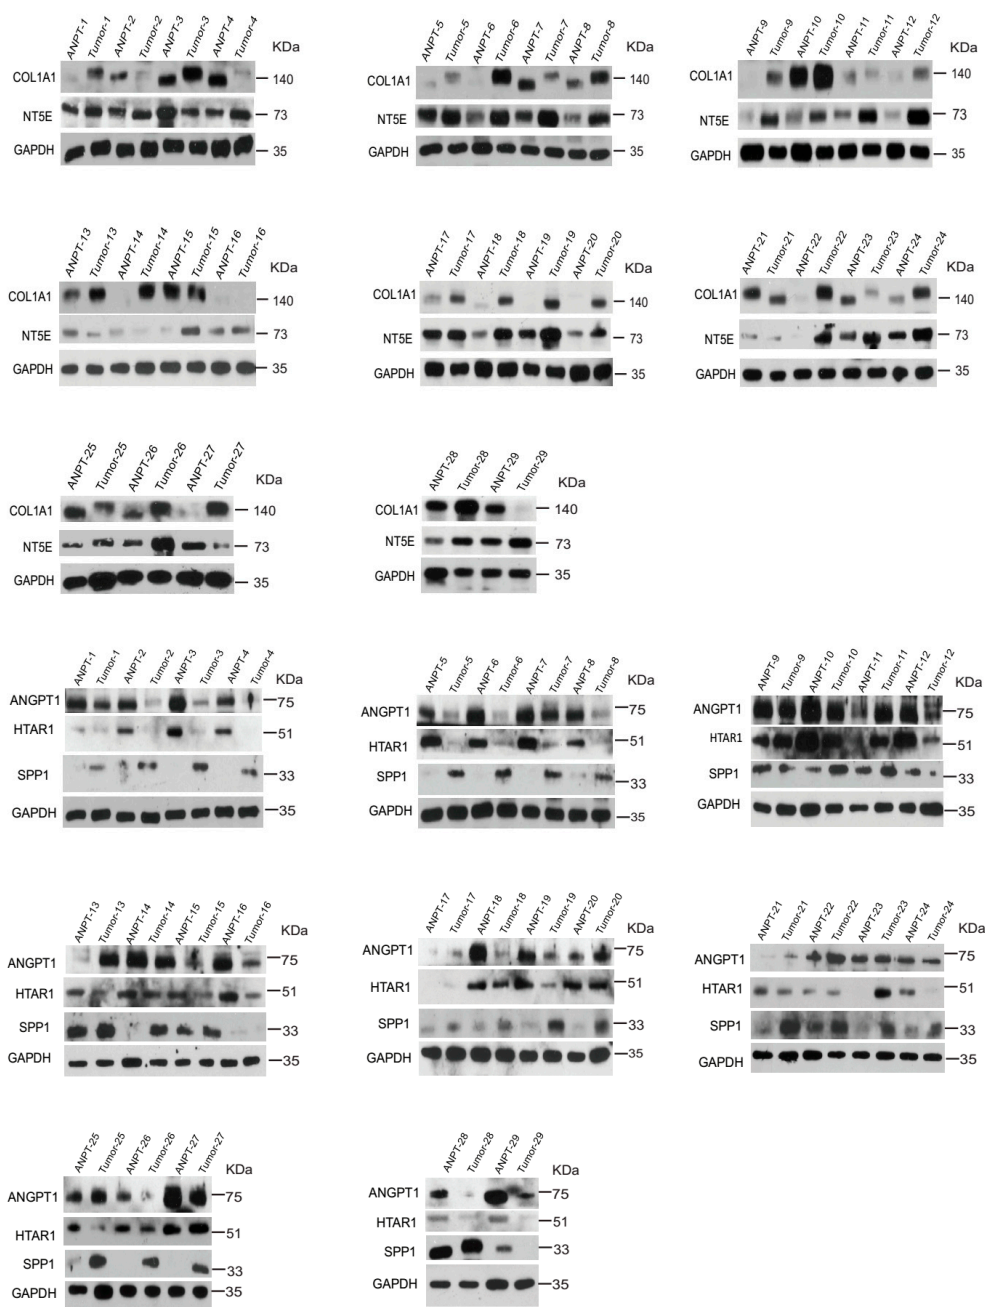 ANPT-1 Tumor-1 ANPT-2 Tumor-2 ANPT-3 Tumor-3 ANPT-4 Tumor-4
KDa
COL1A1 140
NT5E 73
GAPDH 35
ANPT-5 Tumor-5 ANPT-6 Tumor-6 ANPT-7 Tumor-7 ANPT-8 Tumor-8
KDa
COL1A1 140
NT5E 73
GAPDH 35
ANPT-9 Tumor-9 ANPT-10 Tumor-10 ANPT-11 Tumor-11 ANPT-12 Tumor-12
KDa
COL1A1 140
NT5E 73
GAPDH 35
ANPT-13 Tumor-13 ANPT-14 Tumor-14 ANPT-15 Tumor-15 ANPT-16 Tumor-16
KDa
COL1A1 140
NT5E 73
GAPDH 35
ANPT-17 Tumor-17 ANPT-18 Tumor-18 ANPT-19 Tumor-19 ANPT-20 Tumor-20
KDa
COL1A1 140
NT5E 73
GAPDH 35
ANPT-21 Tumor-21 ANPT-22 Tumor-22 ANPT-23 Tumor-23 ANPT-24 Tumor-24
KDa
COL1A1 140
NT5E 73
GAPDH 35
ANPT-25 Tumor-25 ANPT-26 Tumor-26 ANPT-27 Tumor-27
KDa
COL1A1 140
NT5E 73
GAPDH 35
ANPT-28 Tumor-28 ANPT-29 Tumor-29
KDa
COL1A1 140
NT5E 73
GAPDH 35
ANPT-1 Tumor-1 ANPT-2 Tumor-2 ANPT-3 Tumor-3 ANPT-4 Tumor-4
KDa
ANGPT1 75
HTAR1 51
SPP1 33
GAPDH 35
ANPT-5 Tumor-5 ANPT-6 Tumor-6 ANPT-7 Tumor-7 ANPT-8 Tumor-8
KDa
ANGPT1 75
HTAR1 51
SPP1 33
GAPDH 35
ANPT-9 Tumor-9 ANPT-10 Tumor-10 ANPT-11 Tumor-11 ANPT-12 Tumor-12
KDa
ANGPT1 75
HTAR1 51
SPP1 33
GAPDH 35
ANPT-13 Tumor-13 ANPT-14 Tumor-14 ANPT-15 Tumor-15 ANPT-16 Tumor-16
KDa
ANGPT1 75
HTAR1 51
SPP1 33
GAPDH 35
ANPT-17 Tumor-17 ANPT-18 Tumor-18 ANPT-19 Tumor-19 ANPT-20 Tumor-20
KDa
ANGPT1 75
HTAR1 51
SPP1 33
GAPDH 35
ANPT-21 Tumor-21 ANPT-22 Tumor-22 ANPT-23 Tumor-23 ANPT-24 Tumor-24
KDa
ANGPT1 75
HTAR1 51
SPP1 33
GAPDH 35
ANPT-25 Tumor-25 ANPT-26 Tumor-26 ANPT-27 Tumor-27
KDa
ANGPT1 75
HTAR1 51
SPP1 33
GAPDH 35
ANPT-28 Tumor-28 ANPT-29 Tumor-29
KDa
ANGPT1 75
HTAR1 51
SPP1 33
GAPDH 35